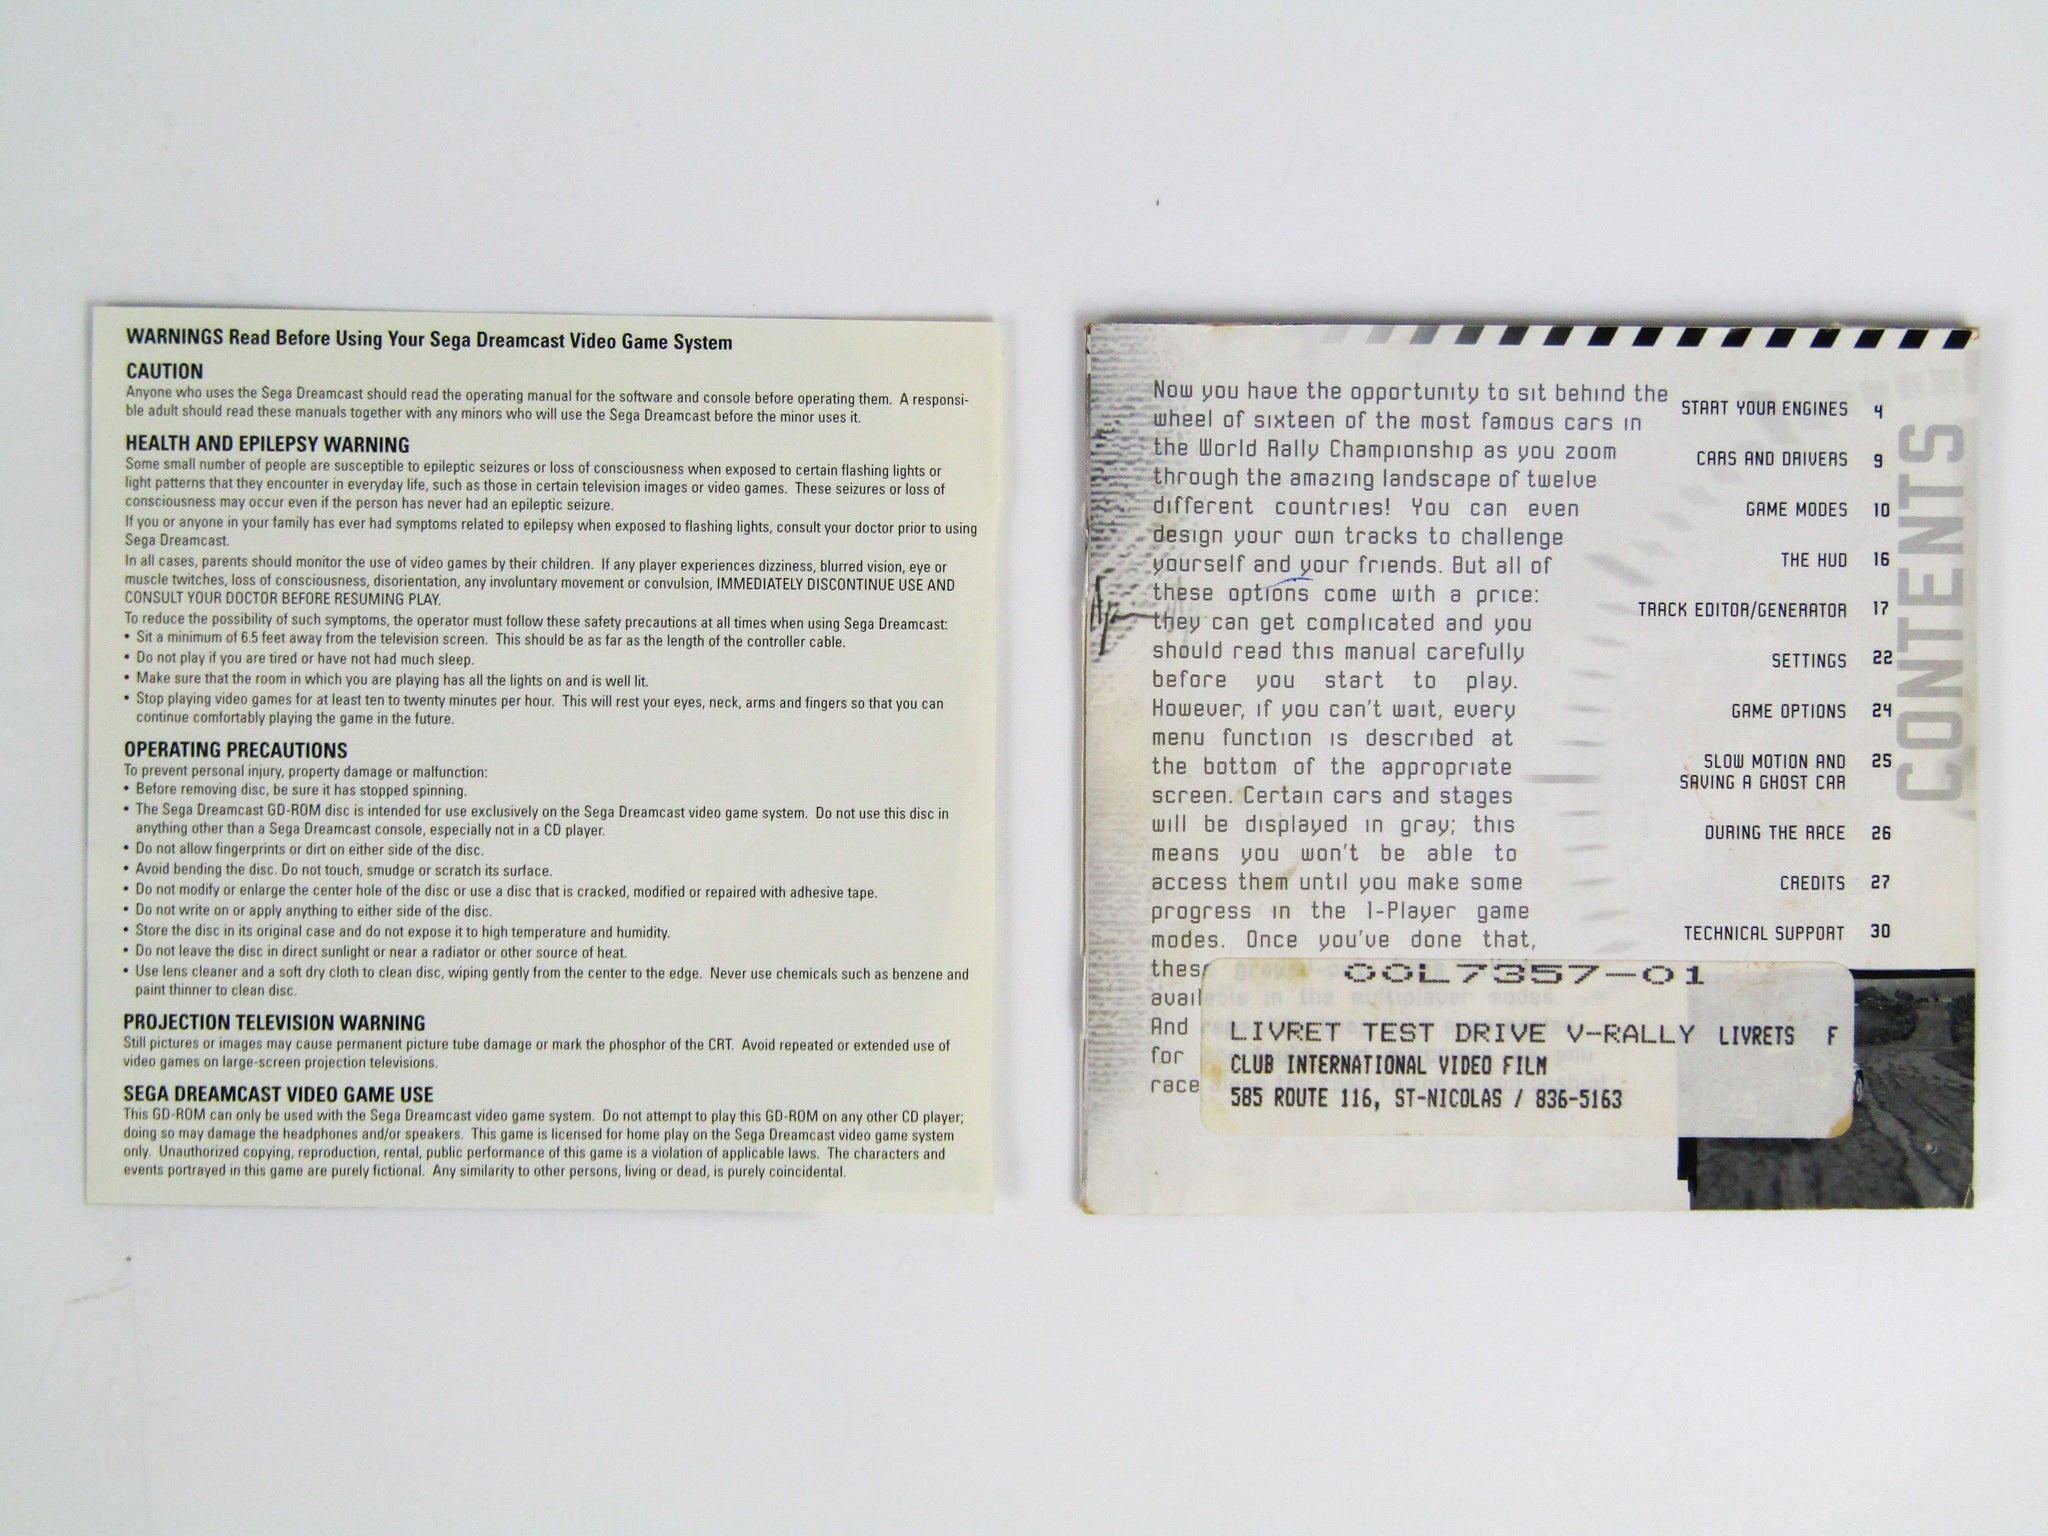 WARNINGS Read Before Using Your Sega Dreamcast Video Game System
CAUTION
Anyone who uses the Sega Dreamcast should read the operating manual for the software and console before operating them. A responsi-
ble adult should read these manuals together with any minors who will use the Sega Dreamcast before the minor uses it.
HEALTH AND EPILEPSY WARNING
Some small number of people are susceptible to epileptic seizures or loss of consciousness when exposed to certain flashing lights or
light patterns that they encounter in everyday life, such as those in certain television images or video games. These seizures or loss of
consciousness may occur even if the person has never had an epileptic seizure.
If you or anyone in your family has ever had symptoms related to epilepsy when exposed to flashing lights, consult your doctor prior to using
Sega Dreamcast.
In all cases, parents should monitor the use of video games by their children. If any player experiences dizziness, blurred vision, eye or
muscle twitches, loss of consciousness, disorientation, any involuntary movement or convulsion, IMMEDIATELY DISCONTINUE USE AND
CONSULT YOUR DOCTOR BEFORE RESUMING PLAY.
To reduce the possibility of such symptoms, the operator must follow these safety precautions at all times when using Sega Dreamcast:
• Sit a minimum of 6.5 feet away from the television screen. This should be as far as the length of the controller cable.
• Do not play if you are tired or have not had much sleep.
• Make sure that the room in which you are playing has all the lights on and is well lit.
• Stop playing video games for at least ten to twenty minutes per hour. This will rest your eyes, neck, arms and fingers so that you can
continue comfortably playing the game in the future.
OPERATING PRECAUTIONS
To prevent personal injury, property damage or malfunction:
• Before removing disc, be sure it has stopped spinning.
• The Sega Dreamcast GD-ROM disc is intended for use exclusively on the Sega Dreamcast video game system. Do not use this disc in
anything other than a Sega Dreamcast console, especially not in a CD player.
• Do not allow fingerprints or dirt on either side of the disc.
• Avoid bending the disc. Do not touch, smudge or scratch its surface.
• Do not modify or enlarge the center hole of the disc or use a disc that is cracked, modified or repaired with adhesive tape.
• Do not write on or apply anything to either side of the disc.
• Store the disc in its original case and do not expose it to high temperature and humidity.
• Do not leave the disc in direct sunlight or near a radiator or other source of heat.
• Use lens cleaner and a soft dry cloth to clean disc, wiping gently from the center to the edge. Never use chemicals such as benzene and
paint thinner to clean disc.
PROJECTION TELEVISION WARNING
Still pictures or images may cause permanent picture tube damage or mark the phosphor of the CRT. Avoid repeated or extended use of
video games on large-screen projection televisions.
SEGA DREAMCAST VIDEO GAME USE
This GD-ROM can only be used with the Sega Dreamcast video game system. Do not attempt to play this GD-ROM on any other CD player;
doing so may damage the headphones and/or speakers. This game is licensed for home play on the Sega Dreamcast video game system
only. Unauthorized copying, reproduction, rental, public performance of this game is a violation of applicable laws. The characters and
events portrayed in this game are purely fictional. Any similarity to other persons, living or dead, is purely coincidental.
Now you have the opportunity to sit behind the
wheel of sixteen of the most famous cars in
the World Rally Championship as you zoom
through the amazing landscape of twelve
different countries! You can even
design your own tracks to challenge
yourself and your friends. But all of
these options come with a price:
they can get complicated and you
should read this manual carefully
before you start to play.
However, if you can't wait, every
menu function is described at
the bottom of the appropriate
screen. Certain cars and stages
will be displayed in gray; this
means you won't be able to
access them until you make some
progress in the 1-Player game
modes. Once you've done that,
these
avail able in the multiplayer modes.
And
for
race
START YOUR ENGINES 4
CARS AND DRIVERS 9
GAME MODES 10
THE HUD 16
TRACK EDITOR/GENERATOR 17
SETTINGS 22
GAME OPTIONS 24
SLOW MOTION AND 25
SAVING A GHOST CAR
DURING THE RACE 26
CREDITS 27
TECHNICAL SUPPORT 30
CONTENTS
OOL7357-01
LIVRET TEST DRIVE V-RALLY LIVRETS F
CLUB INTERNATIONAL VIDEO FILM
585 ROUTE 116, ST-NICOLAS / 836-5163